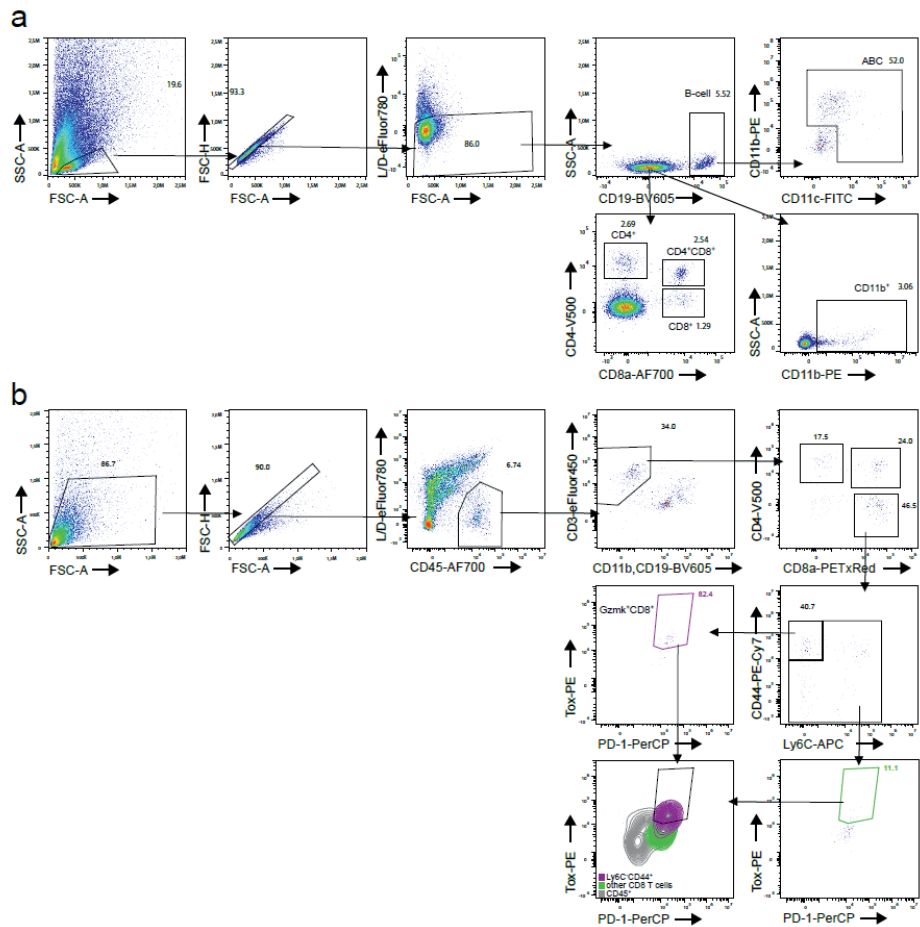 a
19.6
SSC-A
FSC-A
93.3
FSC-H
FSC-A
86.0
L/D-eFluor780
FSC-A
B-cell 5.52
SSC-A
CD19-BV605
ABC 52.0
CD11b-PE
CD11c-FITC
2.69
CD4⁺
2.54
CD4⁺CD8⁺
CD8⁺ 1.29
CD4-V500
CD8a-AF700
CD11b⁺ 3.06
SSC-A
CD11b-PE
b
86.7
SSC-A
FSC-A
90.0
FSC-H
FSC-A
6.74
L/D-eFluor780
CD45-AF700
34.0
CD3-eFluor450
CD11b,CD19-BV605
17.5
24.0
46.5
CD4-V500
CD8a-PETxRed
Gzmk⁺CD8⁺
82.4
Tox-PE
PD-1-PerCP
40.7
CD44-PE-Cy7
Ly6C-APC
Tox-PE
Ly6C⁻CD44⁺
other CD8 T cells
CD45⁺
PD-1-PerCP
11.1
Tox-PE
PD-1-PerCP